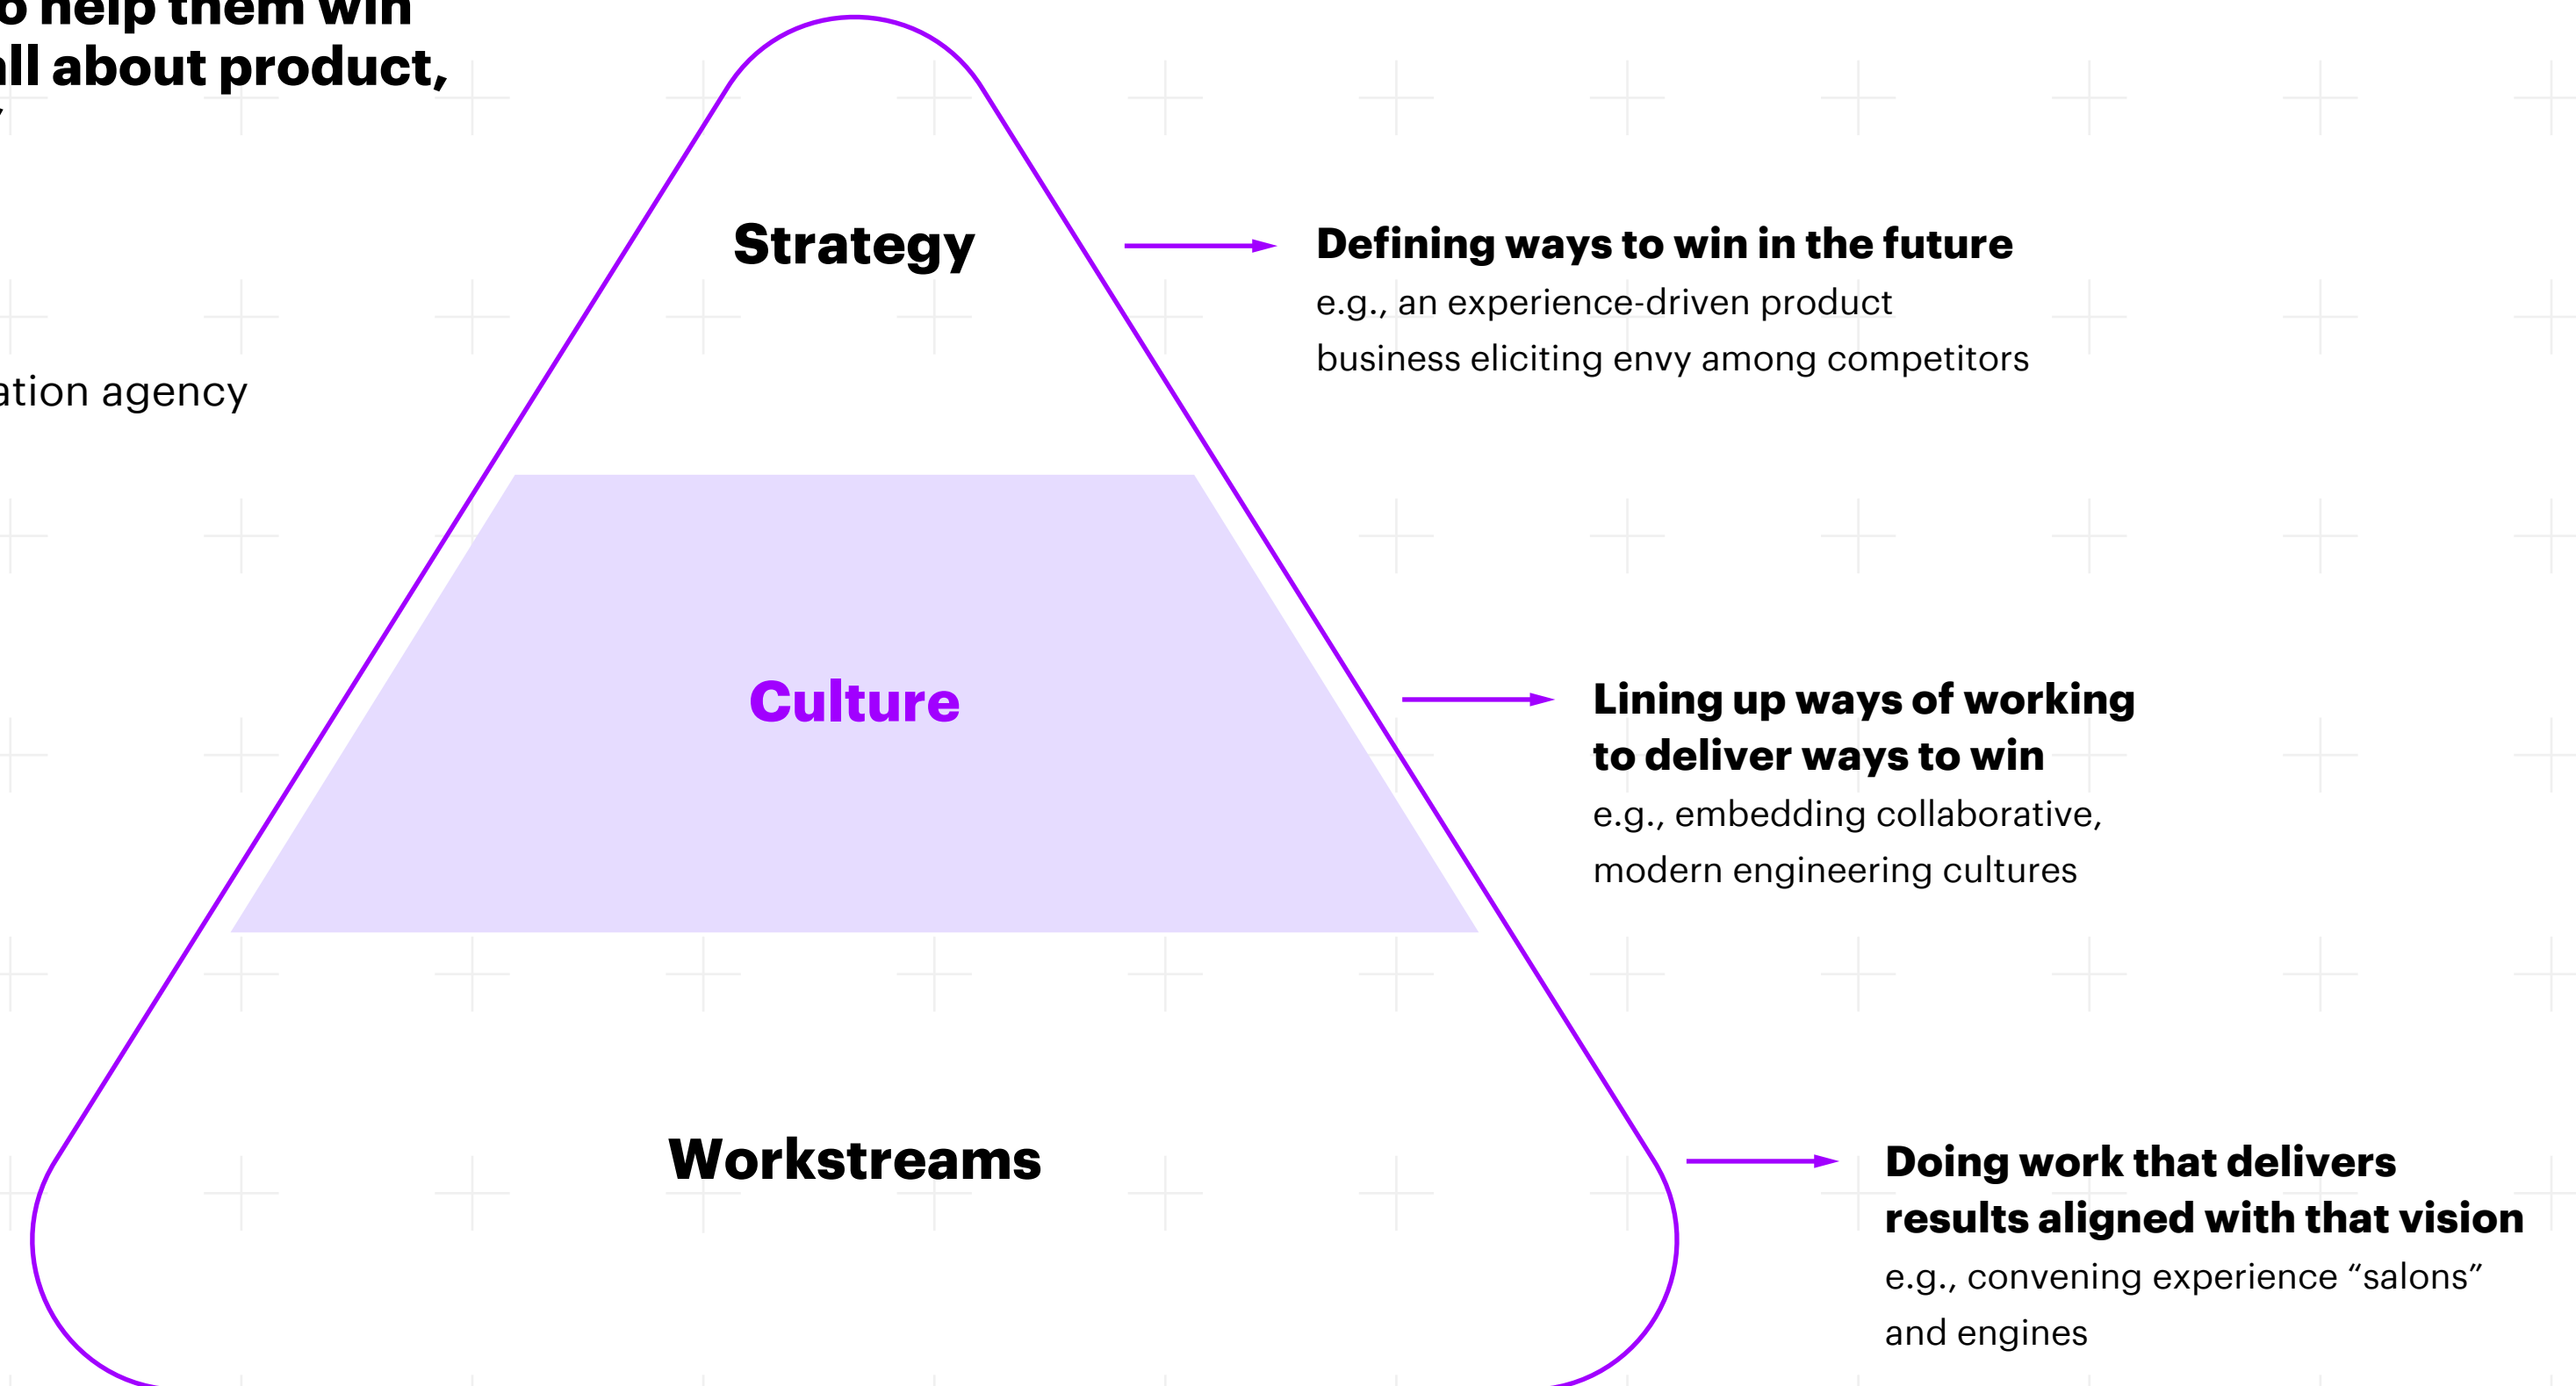 o help them win
all about product,
ation agency
Strategy
Defining ways to win in the future
e.g., an experience-driven product
business eliciting envy among competitors
Culture
Lining up ways of working
to deliver ways to win
e.g., embedding collaborative,
modern engineering cultures
Workstreams
Doing work that delivers
results aligned with that vision
e.g., convening experience “salons”
and engines